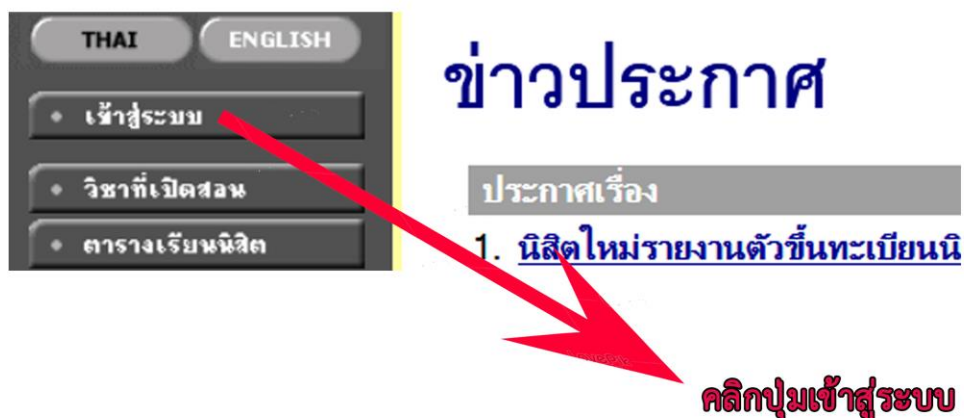 THAI ENGLISH
เข้าสู่ระบบ
วิชาที่เปิดสอน
ตารางเรียนนิสิต
ข่าวประกาศ
ประกาศเรื่อง
1. นิสิตใหม่รายงานตัวขึ้นทะเบียนนิ
คลิกปุ่มเข้าสู่ระบบ